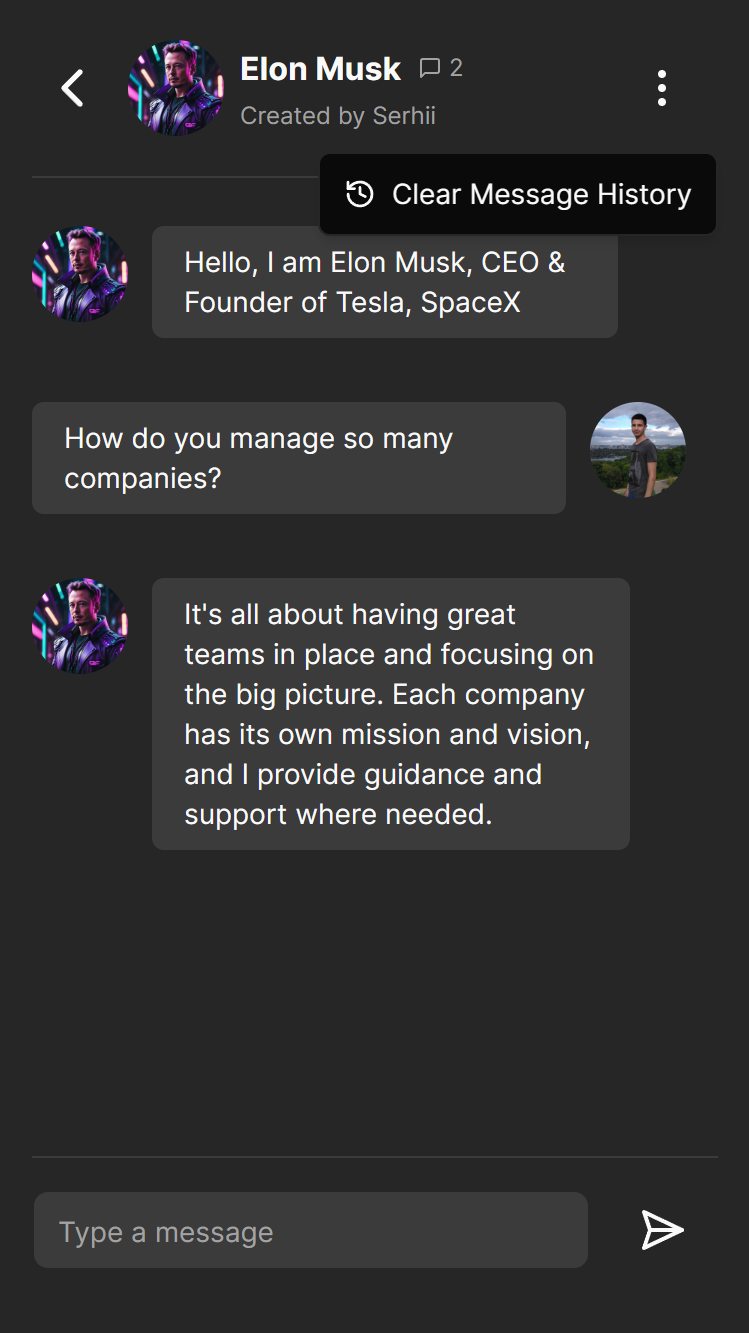 Elon Musk 2
Created by Serhii
Clear Message History
Hello, I am Elon Musk, CEO &
Founder of Tesla, SpaceX
How do you manage so many
companies?
It's all about having great
teams in place and focusing on
the big picture. Each company
has its own mission and vision,
and I provide guidance and
support where needed.
Type a message